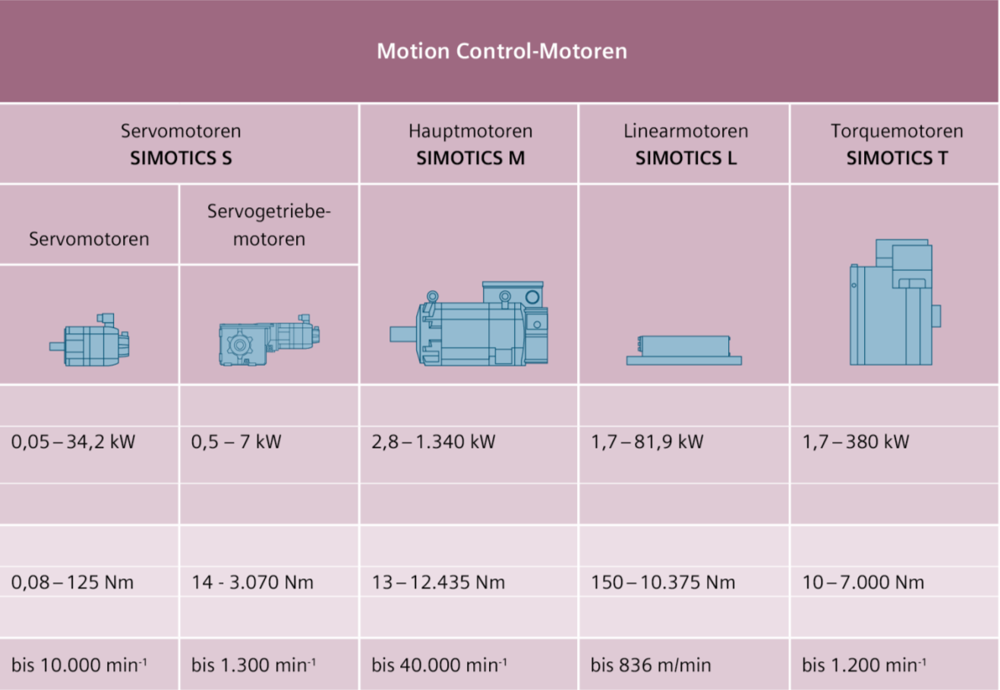 Motion Control-Motoren
Servomotoren
SIMOTICS S
Hauptmotoren
SIMOTICS M
Linearmotoren
SIMOTICS L
Torquemotoren
SIMOTICS T
Servomotoren
Servogetriebe-
motoren
0,05–34,2 kW
0,5 – 7 kW
2,8–1.340 kW
1,7–81,9 kW
1,7–380 kW
0,08–125 Nm
14 - 3.070 Nm
13–12.435 Nm
150–10.375 Nm
10–7.000 Nm
bis 10.000 min⁻¹
bis 1.300 min⁻¹
bis 40.000 min⁻¹
bis 836 m/min
bis 1.200 min⁻¹